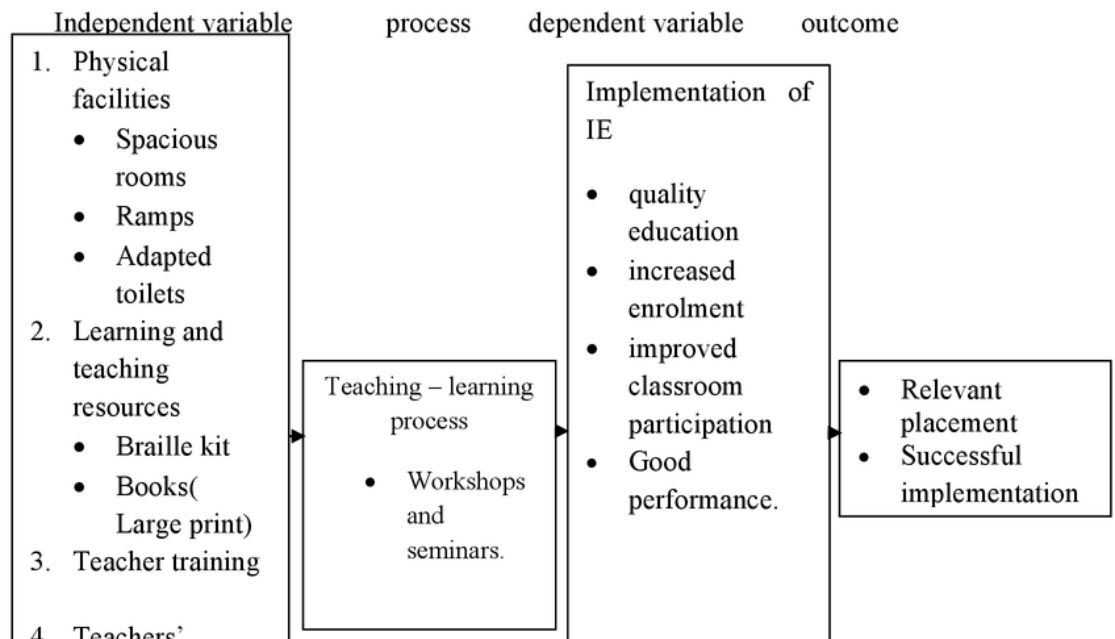 Independent variable process dependent variable outcome
1. Physical
facilities
• Spacious
rooms
• Ramps
• Adapted
toilets
2. Learning and
teaching
resources
• Braille kit
• Books(
Large print)
3. Teacher training
4. Teachers’
Teaching – learning
process
• Workshops
and
seminars.
Implementation of
IE
• quality
education
• increased
enrolment
• improved
classroom
participation
• Good
performance.
• Relevant
placement
• Successful
implementation